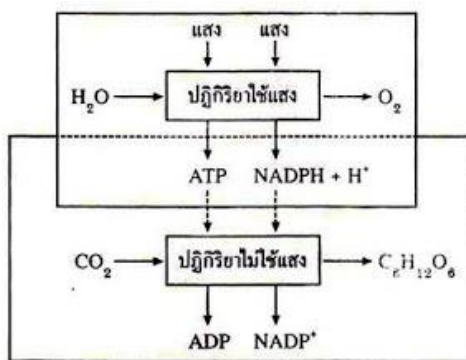 แสง แสง
H₂O ปฏิกิริยาใช้แสง O₂
ATP NADPH + H⁺
CO₂ ปฏิกิริยาไม่ใช้แสง C₆H₁₂O₆
ADP NADP⁺